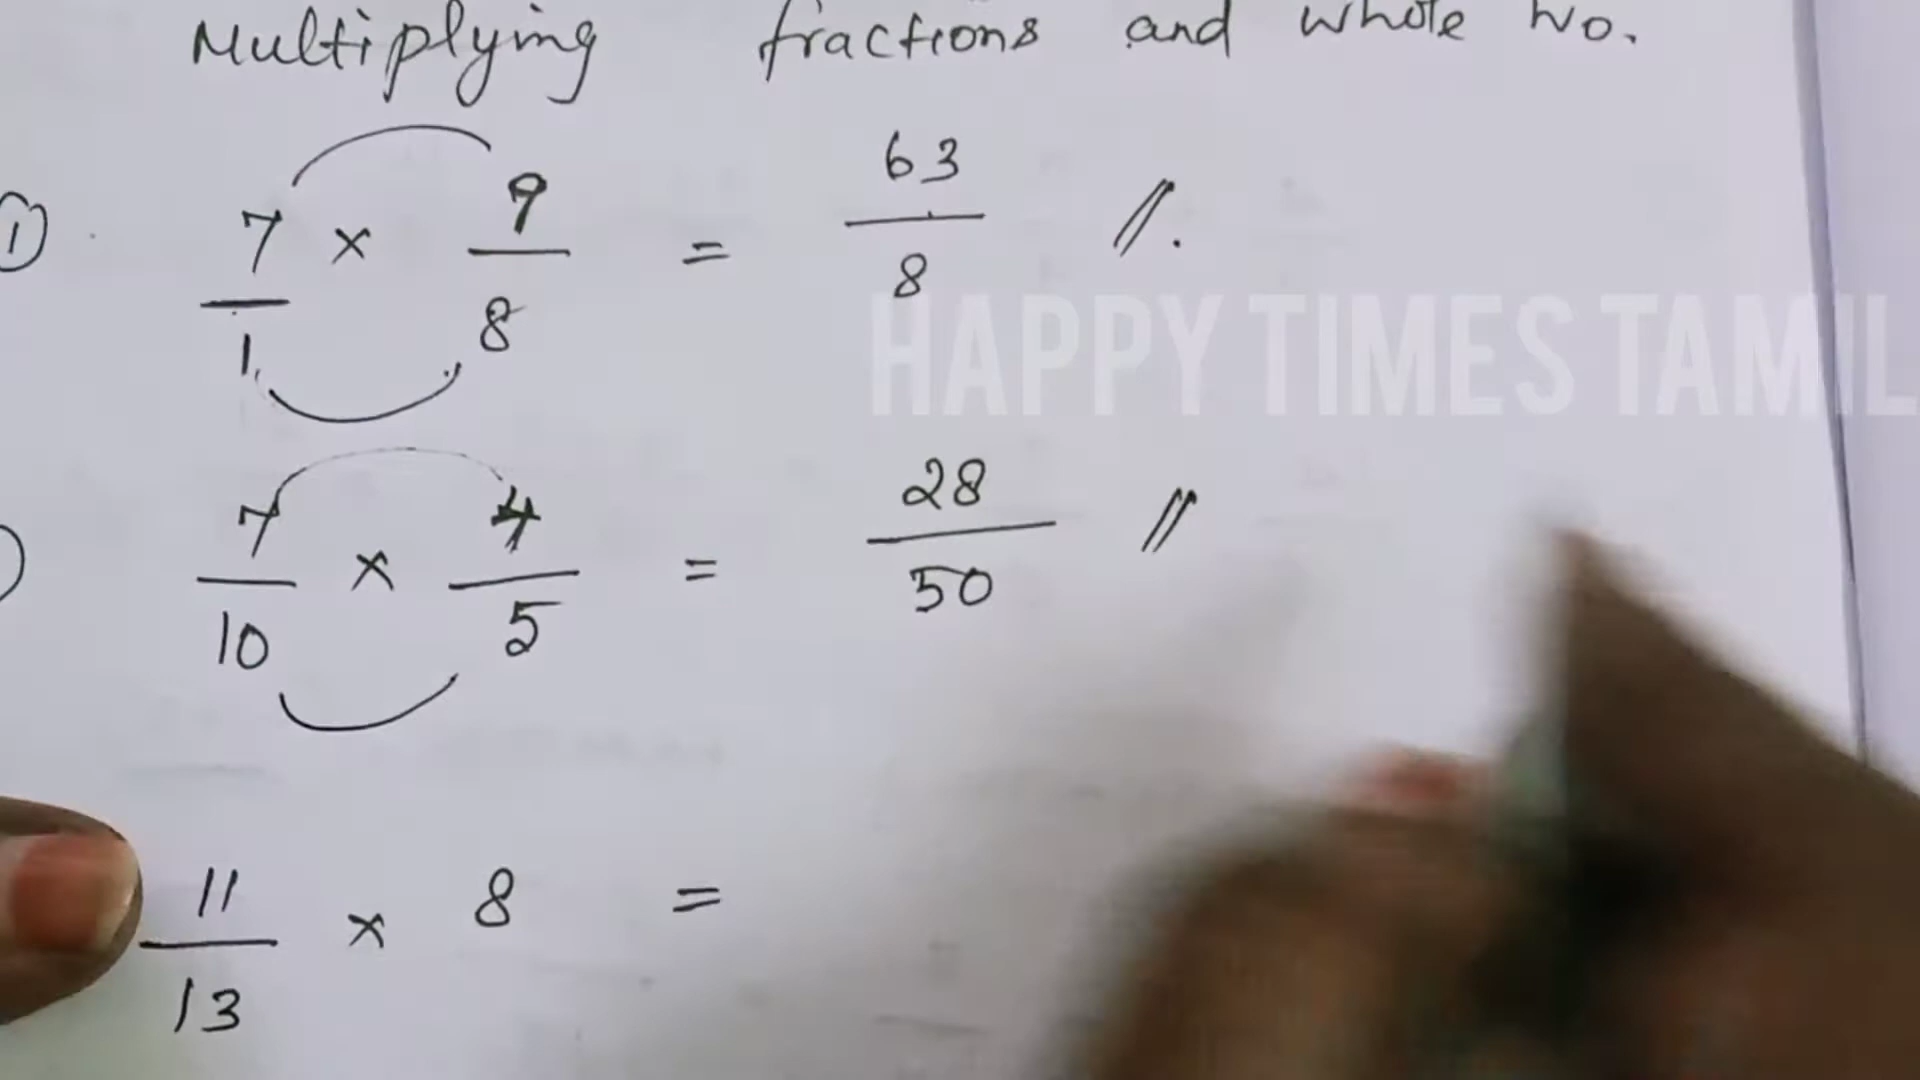 Multiplying fractions and whole No.
① 7/1 × 9/8 = 63/8 //.
HAPPY TIMES TAMIL
7/10 × 4/5 = 28/50 //
11/13 × 8 =